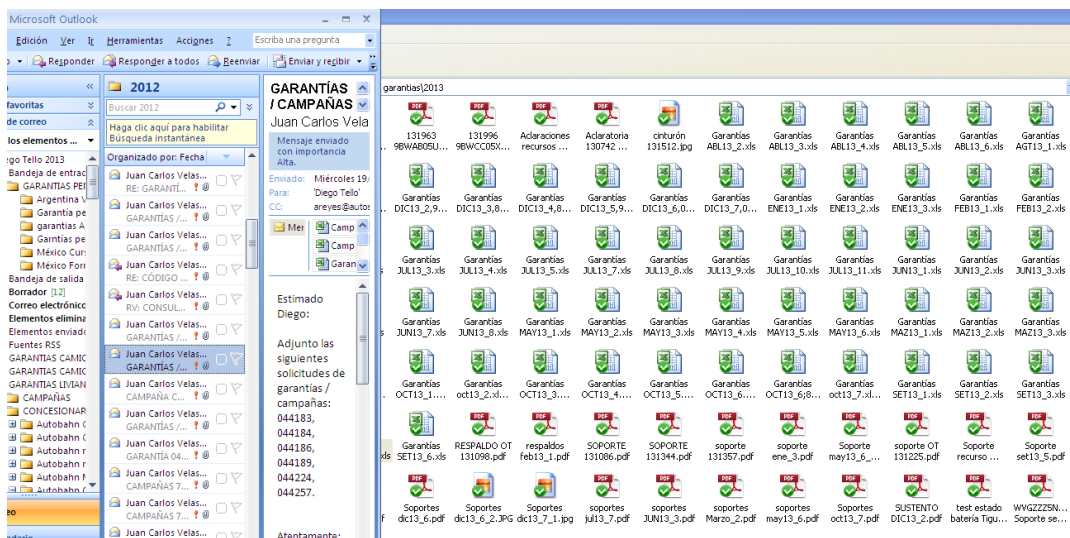 Microsoft Outlook
Edición Ver Ir Herramientas Acciones ? Escriba una pregunta
Responder Responder a todos Reenviar Enviar y recibir
favoritas
de correo
los elementos ...
go Tello 2013
Bandeja de entrac
GARANTIAS PEI
Argentina V
Garantía pe
garantias A
Garntías pe
México Cur
México Forr
Bandeja de salida
Borrador [12]
Correo electrónico
Elementos elimina
Elementos enviado
Fuentes RSS
GARANTIAS CAMIC
GARANTIAS CAMIC
GARANTIAS LIVIAN
CAMPAÑAS
CONCESIONAR
Autobahn C
Autobahn C
Autobahn r
Autobahn r
Autobahn M
Autobahn C
eo
endario
2012
Buscar 2012
Haga clic aquí para habilitar
Búsqueda instantánea
Organizado por: Fecha
Juan Carlos Velas...
RE: GARANTÍ...
Juan Carlos Velas...
GARANTÍAS /...
Juan Carlos Velas...
GARANTÍAS /...
Juan Carlos Velas...
RE: CÓDIGO ...
Juan Carlos Velas...
RV: CONSUL...
Juan Carlos Velas...
GARANTÍAS /...
Juan Carlos Velas...
GARANTÍAS /...
Juan Carlos Velas...
CAMPAÑA C...
Juan Carlos Velas...
GARANTÍAS /...
Juan Carlos Velas...
GARANTÍA 04...
Juan Carlos Velas...
CAMPAÑAS 7...
Juan Carlos Velas...
CAMPAÑAS 7...
Juan Carlos Velas...
GARANTÍAS
/ CAMPAÑAS
Juan Carlos Vela
Mensaje enviado
con importancia
Alta.
Enviado: Miércoles 19/
Para: 'Diego Tello'
CC: areyes@autos
Mer Camp
Camp
Garan
Estimado
Diego:
Adjunto las
siguientes
solicitudes de
garantías /
campañas:
044183,
044184,
044186,
044189,
044224,
044257.
Atentamente:
garantias\2013
131963 131996 Aclaraciones Aclaratoria cinturón Garantías Garantías Garantías Garantías Garantías Garantías
9BWAB05U... 9BWCC05X... recursos ... 130742 ... 131512.jpg ABL13_2.xls ABL13_3.xls ABL13_4.xls ABL13_5.xls ABL13_6.xls AGT13_1.xls
Garantías Garantías Garantías Garantías Garantías Garantías Garantías Garantías Garantías Garantías Garantías
DIC13_2,9... DIC13_3,8... DIC13_4,8... DIC13_5,9... DIC13_6,0... DIC13_7,0... ENE13_1.xls ENE13_2.xls ENE13_3.xls FEB13_1.xls FEB13_2.xls
Garantías Garantías Garantías Garantías Garantías Garantías Garantías Garantías Garantías Garantías Garantías
JUL13_3.xls JUL13_4.xls JUL13_5.xls JUL13_7.xls JUL13_8.xls JUL13_9.xls JUL13_10.xls JUL13_11.xls JUN13_1.xls JUN13_2.xls JUN13_3.xls
Garantías Garantías Garantías Garantías Garantías Garantías Garantías Garantías Garantías Garantías Garantías
JUN13_7.xls JUN13_8.xls MAY13_1.xls MAY13_2.xls MAY13_3.xls MAY13_4.xls MAY13_5.xls MAY13_6.xls MAZ13_1.xls MAZ13_2.xls MAZ13_3.xls
Garantías Garantías Garantías Garantías Garantías Garantías Garantías Garantías Garantías Garantías Garantías
OCT13_1.... oct13_2.xl... OCT13_3.... OCT13_4.... OCT13_5.... OCT13_6;8... oct13_7.xl... SET13_1.xls SET13_2.xls SET13_3.xls
Garantías RESPALDO OT respaldos SOPORTE SOPORTE soporte soporte Soporte soporte OT Soporte Soporte
xls SET13_6.xls 131098.pdf feb13_1.pdf 131086.pdf 131344.pdf 131357.pdf ene_3.pdf may13_6_... 131225.pdf recurso ... set13_5.pdf
Soportes Soportes Soportes soportes Soportes Soportes soportes Soportes SUSTENTO test estado WVGZZZ5N...
dic13_6.pdf dic13_6_2.JPG dic13_7_1.jpg jul13_7.pdf JUN13_3.pdf Marzo_2.pdf may13_6.pdf oct13_7.pdf DIC13_2.pdf batería Tigu... Soporte se...